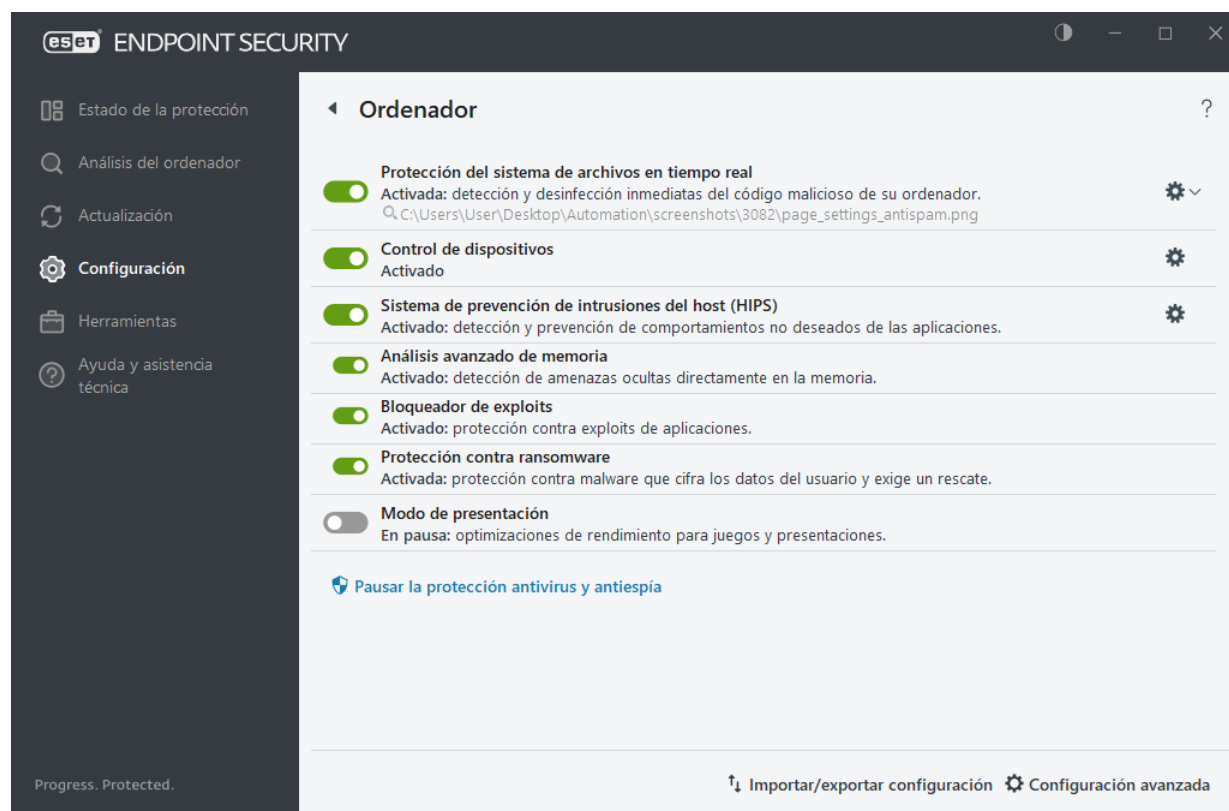 eset ENDPOINT SECURITY
Estado de la protección
Análisis del ordenador
Actualización
Configuración
Herramientas
Ayuda y asistencia
técnica
Progress. Protected.
Ordenador
?
Protección del sistema de archivos en tiempo real
Activada: detección y desinfección inmediatas del código malicioso de su ordenador.
C:\Users\User\Desktop\Automation\screenshots\3082\page_settings_antispam.png
Control de dispositivos
Activado
Sistema de prevención de intrusiones del host (HIPS)
Activado: detección y prevención de comportamientos no deseados de las aplicaciones.
Análisis avanzado de memoria
Activado: detección de amenazas ocultas directamente en la memoria.
Bloqueador de exploits
Activado: protección contra exploits de aplicaciones.
Protección contra ransomware
Activada: protección contra malware que cifra los datos del usuario y exige un rescate.
Modo de presentación
En pausa: optimizaciones de rendimiento para juegos y presentaciones.
Pausar la protección antivirus y antiespía
Importar/exportar configuración Configuración avanzada